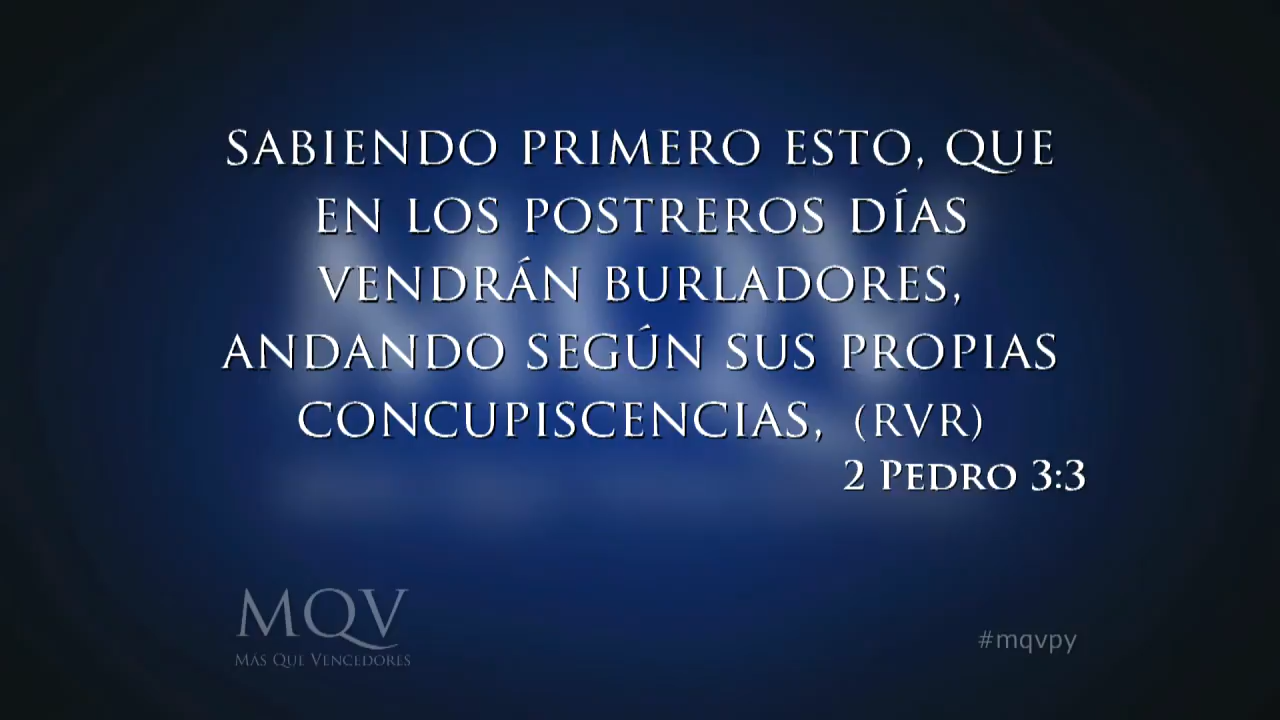 SABIENDO PRIMERO ESTO, QUE
EN LOS POSTREROS DÍAS
VENDRÁN BURLADORES,
ANDANDO SEGÚN SUS PROPIAS
CONCUPISCENCIAS, (RVR)
2 PEDRO 3:3
MQV
MÁS QUE VENCEDORES
#mqvpy